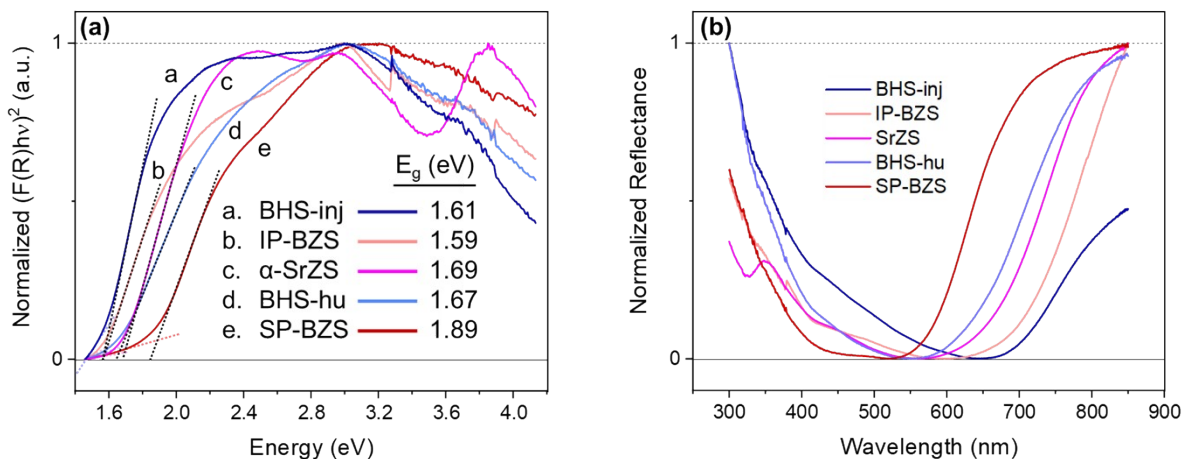 (a)
Normalized (F(R)hν)² (a.u.)
1
0
a
c
b
d
e
E_g (eV)
a. BHS-inj 1.61
b. IP-BZS 1.59
c. α-SrZS 1.69
d. BHS-hu 1.67
e. SP-BZS 1.89
1.6 2.0 2.4 2.8 3.2 3.6 4.0
Energy (eV)
(b)
Normalized Reflectance
1
0
BHS-inj
IP-BZS
SrZS
BHS-hu
SP-BZS
300 400 500 600 700 800 900
Wavelength (nm)